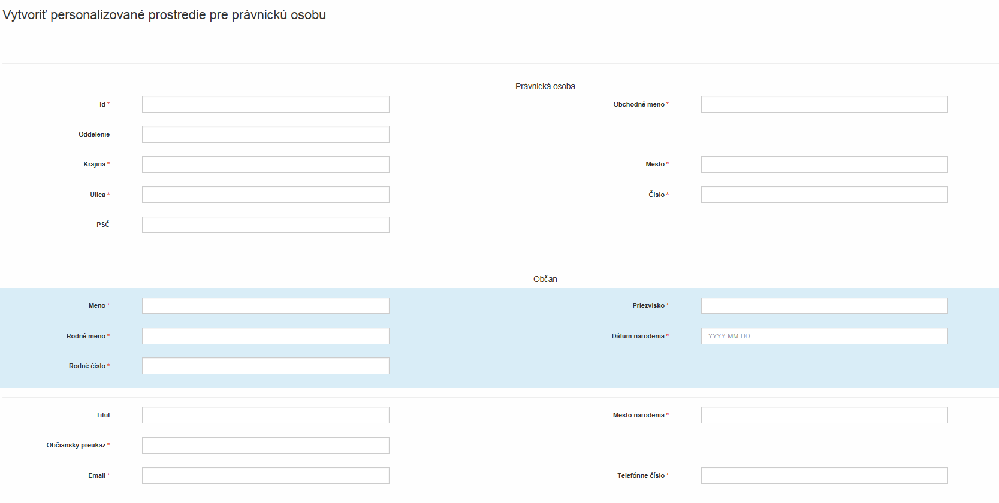 Vytvoriť personalizované prostredie pre právnickú osobu
Právnická osoba
Id * Obchodné meno *
Oddelenie
Krajina * Mesto *
Ulica * Číslo *
PSČ
Občan
Meno * Priezvisko *
Rodné meno * Dátum narodenia * YYYY-MM-DD
Rodné číslo *
Titul Mesto narodenia *
Občiansky preukaz *
Email * Telefónne číslo *